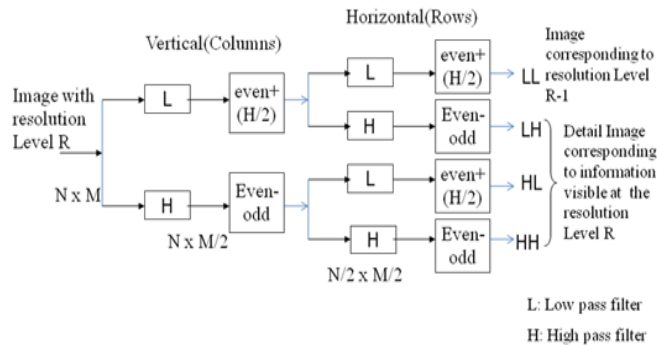 Horizontal(Rows)
Vertical(Columns)
Image
corresponding to
resolution Level
R-1
Image with
resolution
Level R
N x M
L
even+
(H/2)
L
even+
(H/2)
LL
H
Even-
odd
LH
H
Even-
odd
L
even+
(H/2)
HL
H
Even-
odd
HH
N x M/2
N/2 x M/2
Detail Image
corresponding
to information
visible at the
resolution
Level R
L: Low pass filter
H: High pass filter